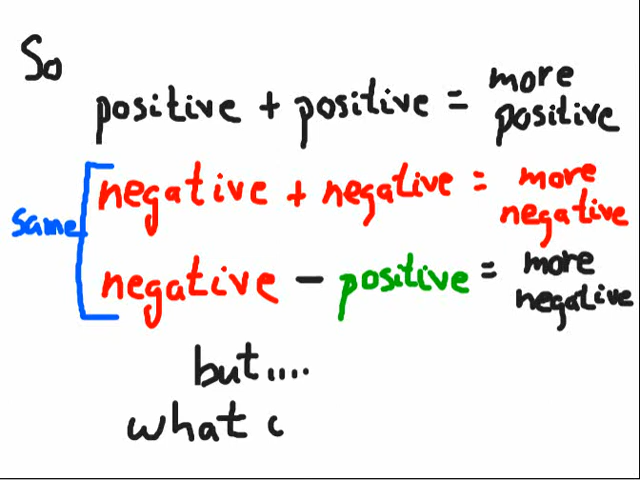 So
positive + positive = more positive
same
negative + negative = more negative
negative - positive = more negative
but....
what c